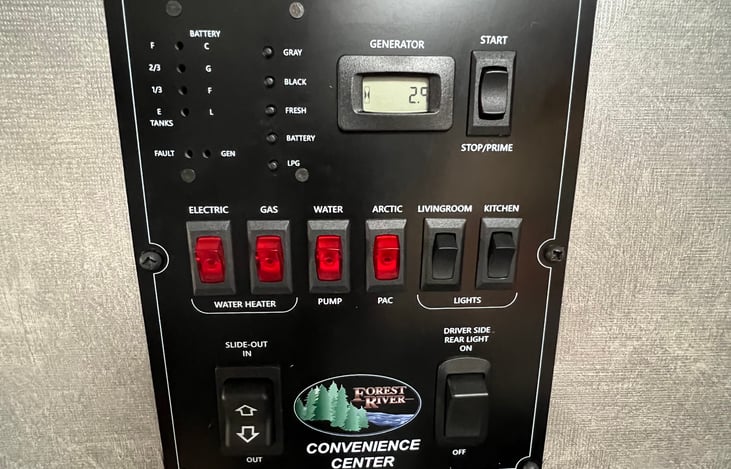 BATTERY
F C
2/3 G
1/3 F
E L
TANKS
FAULT GEN
GRAY
BLACK
FRESH
BATTERY
LPG
GENERATOR
2.9
START
STOP/PRIME
ELECTRIC GAS WATER ARCTIC LIVINGROOM KITCHEN
WATER HEATER PUMP PAC LIGHTS
SLIDE-OUT
IN
OUT
FOREST
RIVER
CONVENIENCE
CENTER
DRIVER SIDE
REAR LIGHT
ON
OFF